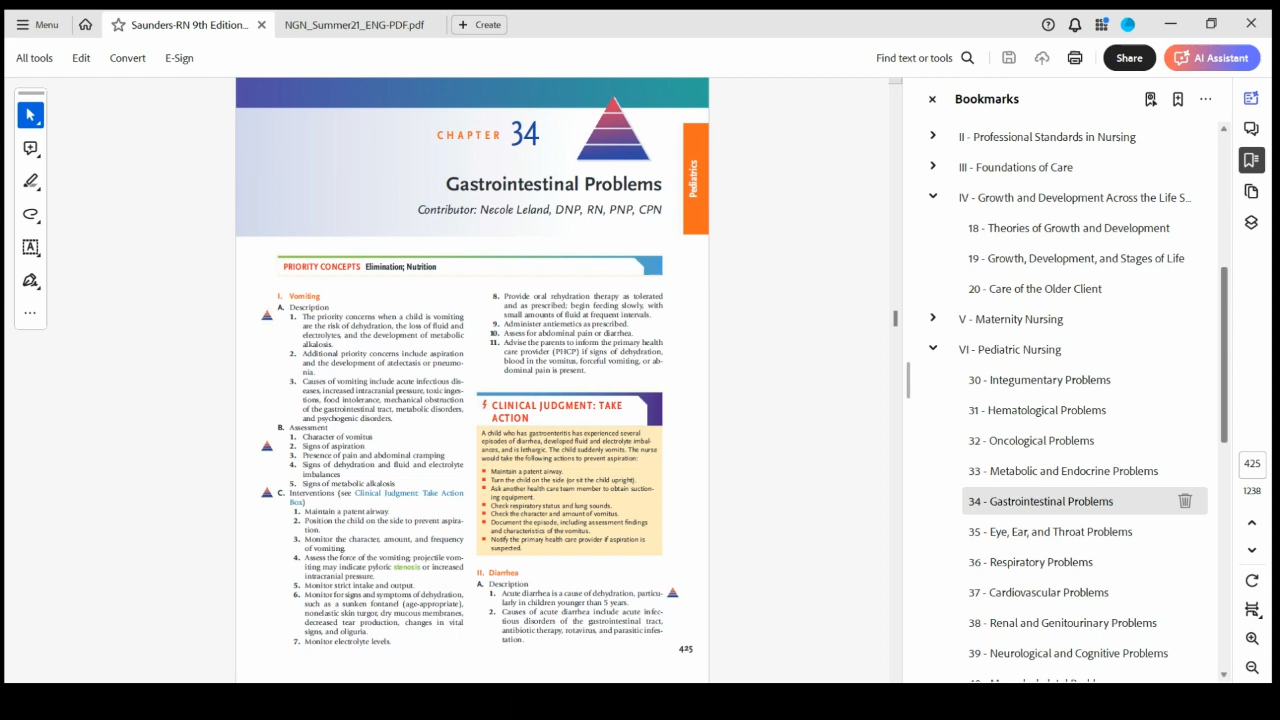 Menu
Saunders-RN 9th Edition...
NGN_Summer21_ENG-PDF.pdf
Create
All tools
Edit
Convert
E-Sign
Find text or tools
Share
AI Assistant
CHAPTER 34
Gastrointestinal Problems
Contributor: Necole Leland, DNP, RN, PNP, CPN
Pediatrics
PRIORITY CONCEPTS Elimination; Nutrition
I. Vomiting
A. Description
1. The priority concerns when a child is vomiting
are the risk of dehydration, the loss of fluid and
electrolytes, and the development of metabolic
alkalosis.
2. Additional priority concerns include aspiration
and the development of atelectasis or pneumo-
nia.
3. Causes of vomiting include acute infectious dis-
eases, increased intracranial pressure, toxic inges-
tions, food intolerance, mechanical obstruction
of the gastrointestinal tract, metabolic disorders,
and psychogenic disorders.
B. Assessment
1. Character of vomitus
2. Signs of aspiration
3. Presence of pain and abdominal cramping
4. Signs of dehydration and fluid and electrolyte
imbalances
5. Signs of metabolic alkalosis
C. Interventions (see Clinical Judgment: Take Action
Box)
1. Maintain a patent airway.
2. Position the child on the side to prevent aspira-
tion.
3. Monitor the character, amount, and frequency
of vomiting.
4. Assess the force of the vomiting; projectile vom-
iting may indicate pyloric stenosis or increased
intracranial pressure.
5. Monitor strict intake and output.
6. Monitor for signs and symptoms of dehydration,
such as a sunken fontanel (age-appropriate),
nonelastic skin turgor, dry mucous membranes,
decreased tear production, changes in vital
signs, and oliguria.
7. Monitor electrolyte levels.
8. Provide oral rehydration therapy as tolerated
and as prescribed; begin feeding slowly, with
small amounts of fluid at frequent intervals.
9. Administer antiemetics as prescribed.
10. Assess for abdominal pain or diarrhea.
11. Advise the parents to inform the primary health
care provider (PHCP) if signs of dehydration,
blood in the vomitus, forceful vomiting, or ab-
dominal pain is present.
CLINICAL JUDGMENT: TAKE
ACTION
A child who has gastroenteritis has experienced several
episodes of diarrhea, developed fluid and electrolyte imbal-
ances, and is lethargic. The child suddenly vomits. The nurse
would take the following actions to prevent aspiration:
Maintain a patent airway.
Turn the child on the side (or sit the child upright).
Ask another health care team member to obtain suction-
ing equipment.
Check respiratory status and lung sounds.
Check the character and amount of vomitus.
Document the episode, including assessment findings
and characteristics of the vomitus.
Notify the primary health care provider if aspiration is
suspected.
II. Diarrhea
A. Description
1. Acute diarrhea is a cause of dehydration, particu-
larly in children younger than 5 years.
2. Causes of acute diarrhea include acute infec-
tious disorders of the gastrointestinal tract,
antibiotic therapy, rotavirus, and parasitic infes-
tation.
425
Bookmarks
II - Professional Standards in Nursing
III - Foundations of Care
IV - Growth and Development Across the Life S...
18 - Theories of Growth and Development
19 - Growth, Development, and Stages of Life
20 - Care of the Older Client
V - Maternity Nursing
VI - Pediatric Nursing
30 - Integumentary Problems
31 - Hematological Problems
32 - Oncological Problems
33 - Metabolic and Endocrine Problems
34 - Gastrointestinal Problems
35 - Eye, Ear, and Throat Problems
36 - Respiratory Problems
37 - Cardiovascular Problems
38 - Renal and Genitourinary Problems
39 - Neurological and Cognitive Problems
425
1238